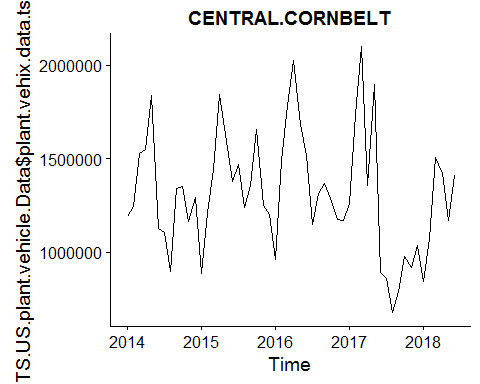 CENTRAL.CORNBELT
TS.US.plant.vehicle.Data$plant.vehix.data.ts
2000000
1500000
1000000
2014 2015 2016 2017 2018
Time